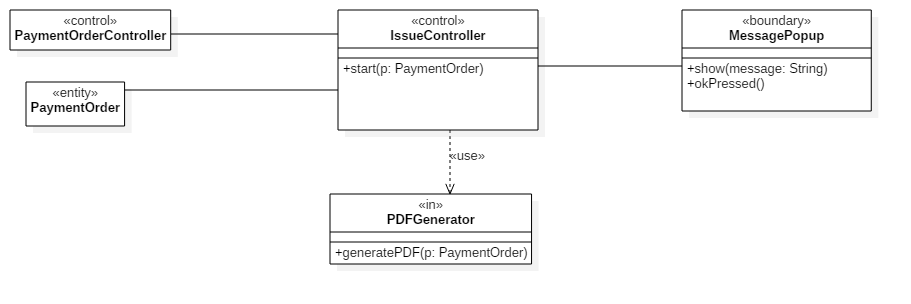 «control»
PaymentOrderController
«entity»
PaymentOrder
«control»
IssueController
+start(p: PaymentOrder)
«boundary»
MessagePopup
+show(message: String)
+okPressed()
«use»
«in»
PDFGenerator
+generatePDF(p: PaymentOrder)